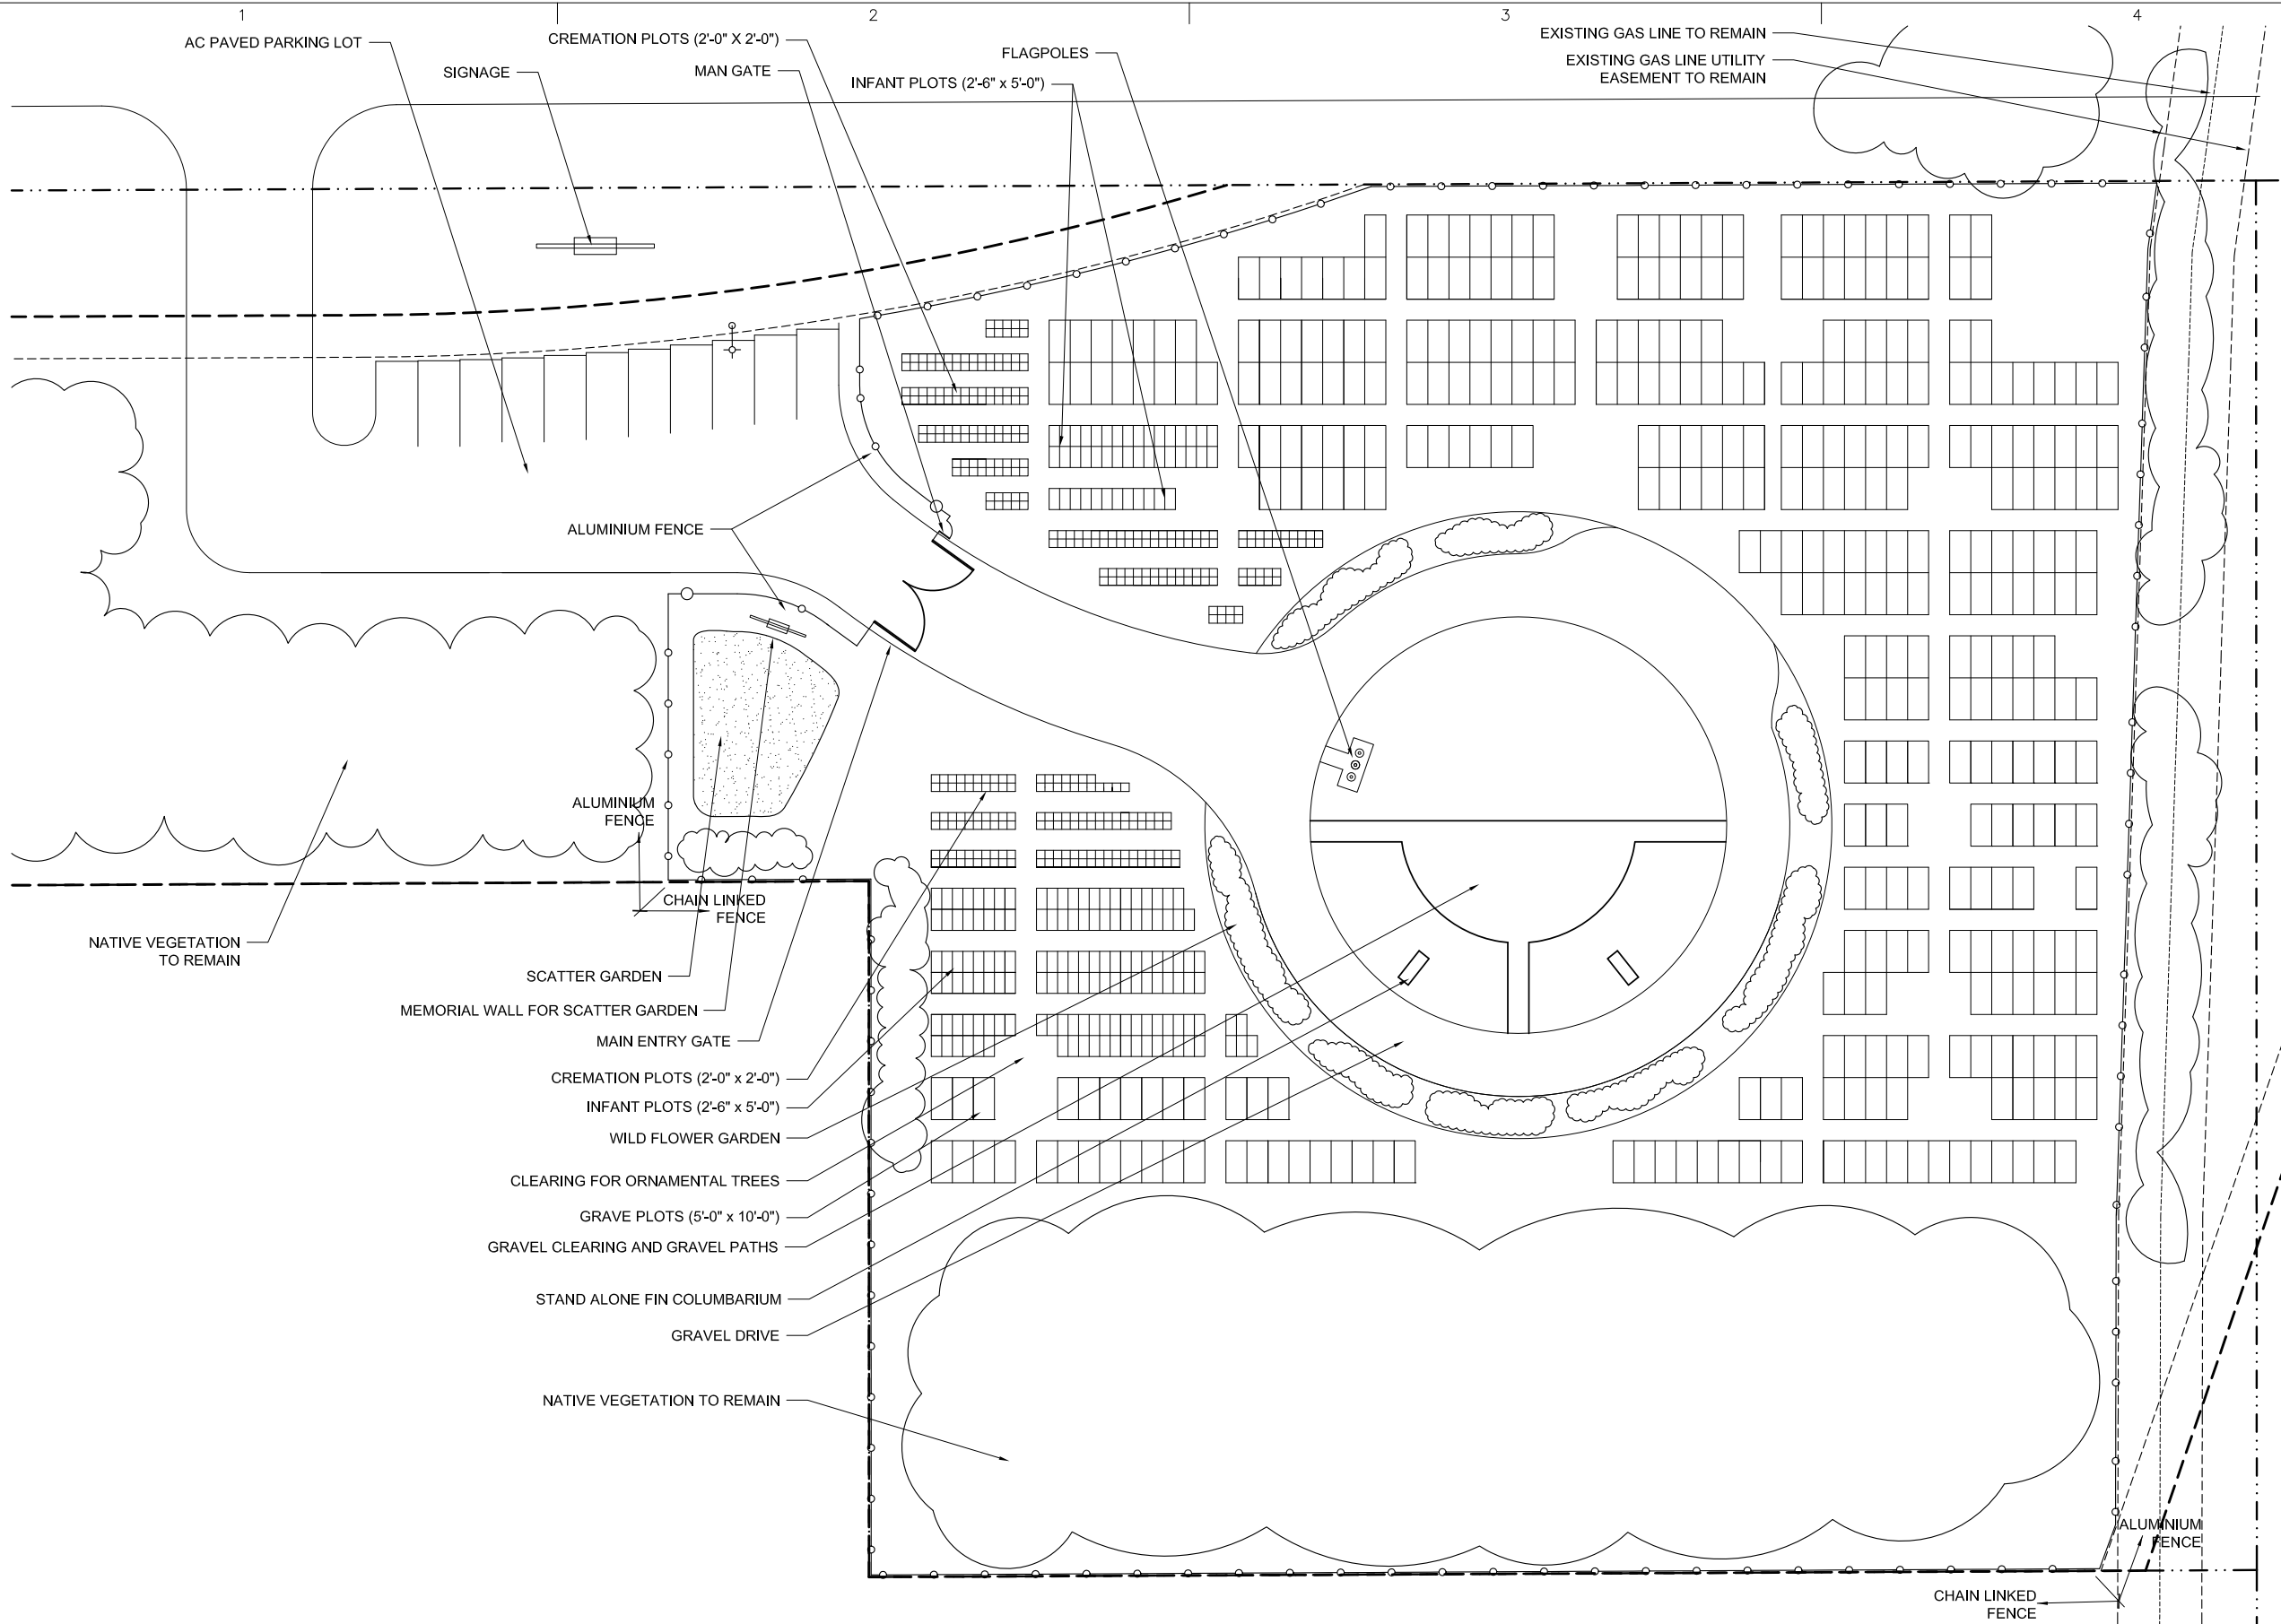 1
2
3
4
AC PAVED PARKING LOT
SIGNAGE
CREMATION PLOTS (2'-0" X 2'-0")
MAN GATE
FLAGPOLES
INFANT PLOTS (2'-6" x 5'-0")
EXISTING GAS LINE TO REMAIN
EXISTING GAS LINE UTILITY
EASEMENT TO REMAIN
ALUMINIUM FENCE
ALUMINIUM
FENCE
CHAIN LINKED
FENCE
NATIVE VEGETATION
TO REMAIN
SCATTER GARDEN
MEMORIAL WALL FOR SCATTER GARDEN
MAIN ENTRY GATE
CREMATION PLOTS (2'-0" x 2'-0")
INFANT PLOTS (2'-6" x 5'-0")
WILD FLOWER GARDEN
CLEARING FOR ORNAMENTAL TREES
GRAVE PLOTS (5'-0" x 10'-0")
GRAVEL CLEARING AND GRAVEL PATHS
STAND ALONE FIN COLUMBARIUM
GRAVEL DRIVE
NATIVE VEGETATION TO REMAIN
ALUMINIUM
FENCE
CHAIN LINKED
FENCE